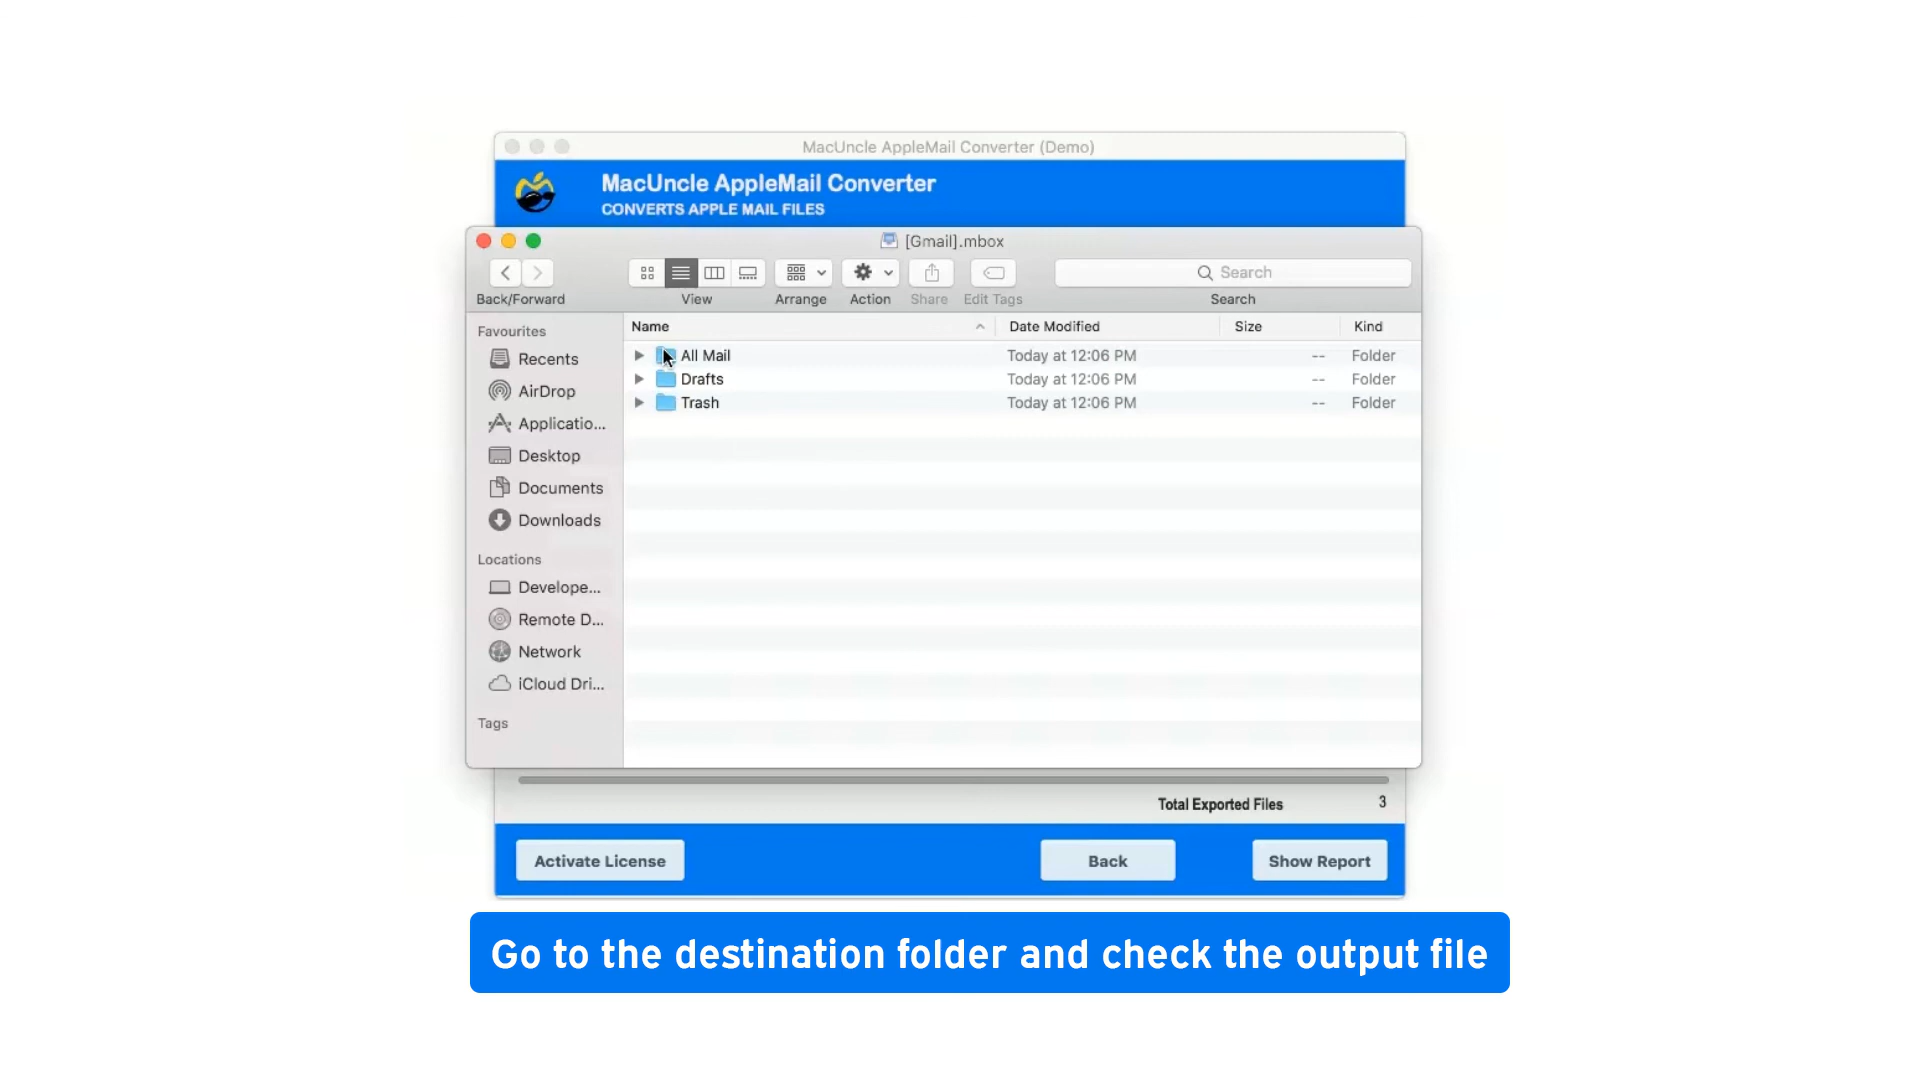 MacUncle AppleMail Converter (Demo)
MacUncle AppleMail Converter
CONVERTS APPLE MAIL FILES
[Gmail].mbox
Search
Back/Forward View Arrange Action Share Edit Tags Search
Favourites
Recents
AirDrop
Applicatio...
Desktop
Documents
Downloads
Locations
Develope...
Remote D...
Network
iCloud Dri...
Tags
Name Date Modified Size Kind
All Mail Today at 12:06 PM -- Folder
Drafts Today at 12:06 PM -- Folder
Trash Today at 12:06 PM -- Folder
Total Exported Files 3
Activate License Back Show Report
Go to the destination folder and check the output file